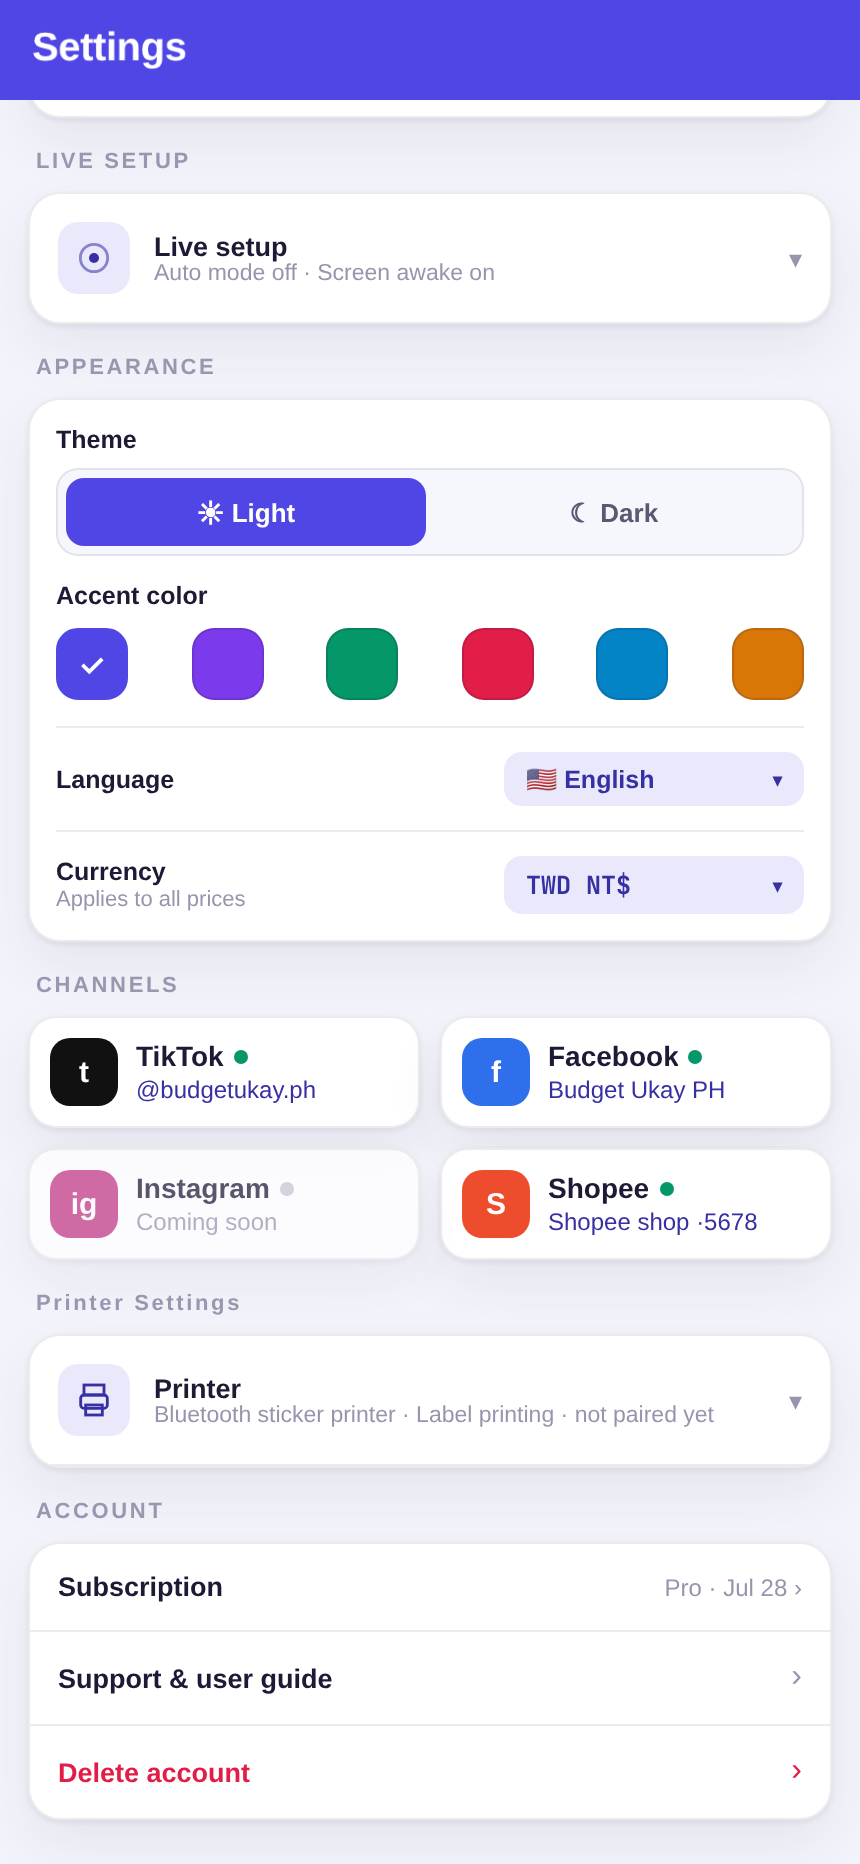 Settings
LIVE SETUP
Live setup
Auto mode off · Screen awake on
APPEARANCE
Theme
Light
Dark
Accent color
Language
English
Currency
Applies to all prices
TWD NT$
CHANNELS
t
TikTok
@budgetukay.ph
f
Facebook
Budget Ukay PH
ig
Instagram
Coming soon
S
Shopee
Shopee shop ·5678
Printer Settings
Printer
Bluetooth sticker printer · Label printing · not paired yet
ACCOUNT
Subscription
Pro · Jul 28 ›
Support & user guide
Delete account